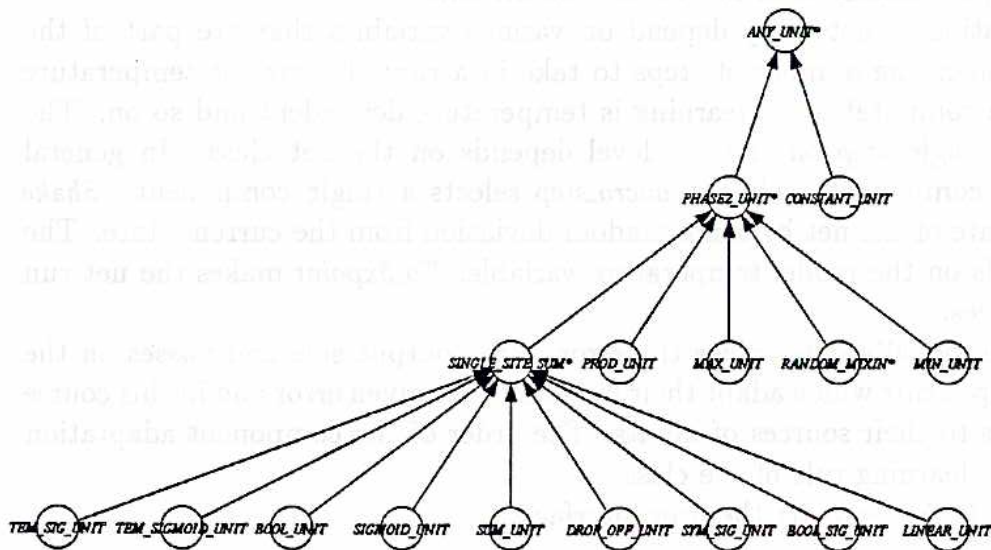 ANY_UNIT*
PHASE2_UNIT* CONSTANT_UNIT
SINGLE_SITE_SUM* PROD_UNIT MAX_UNIT RANDOM_MIXIN* MIN_UNIT
TEM_SIG_UNIT TEM_SIGMOID_UNIT BOOL_UNIT SIGMOID_UNIT SUM_UNIT DROP_OFF_UNIT SYM_SIG_UNIT BOOL_SIG_UNIT LINEAR_UNIT